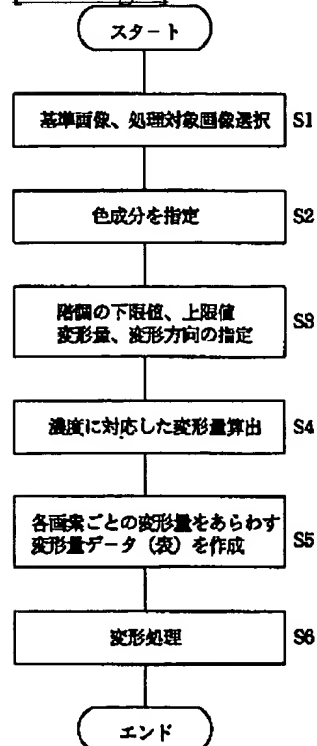 スタート
基準画像、処理対象画像選択 S1
色成分を指定 S2
階調の下限値、上限値
変形量、変形方向の指定 S3
濃度に対応した変形量算出 S4
各画素ごとの変形量をあらわす
変形量データ(表)を作成 S5
変形処理 S6
エンド